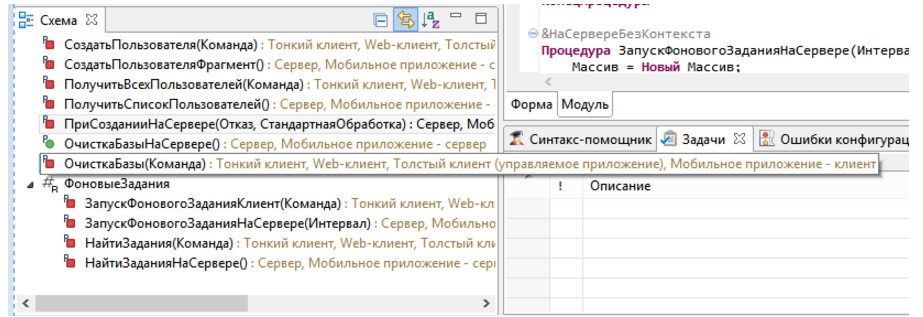 Схема
СоздатьПользователя(Команда) : Тонкий клиент, Web-клиент, Толстый
СоздатьПользователяФрагмент() : Сервер, Мобильное приложение - с
ПолучитьВсехПользователей(Команда) : Тонкий клиент, Web-клиент, Т
ПолучитьСписокПользователей() : Сервер, Мобильное приложение -
ПриСозданииНаСервере(Отказ, СтандартнаяОбработка) : Сервер, Моб
ОчисткаБазыНаСервере() : Сервер, Мобильное приложение - сервер
ОчисткаБазы(Команда) : Тонкий клиент, Web-клиент, Толстый клиент (управляемое приложение), Мобильное приложение - клиент
ФоновыеЗадания
ЗапускФоновогоЗаданияКлиент(Команда) : Тонкий клиент, Web-кл
ЗапускФоновогоЗаданияНаСервере(Интервал) : Сервер, Мобильно
НайтиЗадания(Команда) : Тонкий клиент, Web-клиент, Толстый кли
НайтиЗаданияНаСервере() : Сервер, Мобильное приложение - серв
&НаСервереБезКонтекста
Процедура ЗапускФоновогоЗаданияНаСервере(Интерва
Массив = Новый Массив;
Форма Модуль
Синтакс-помощник Задачи Ошибки конфигурац
! Описание